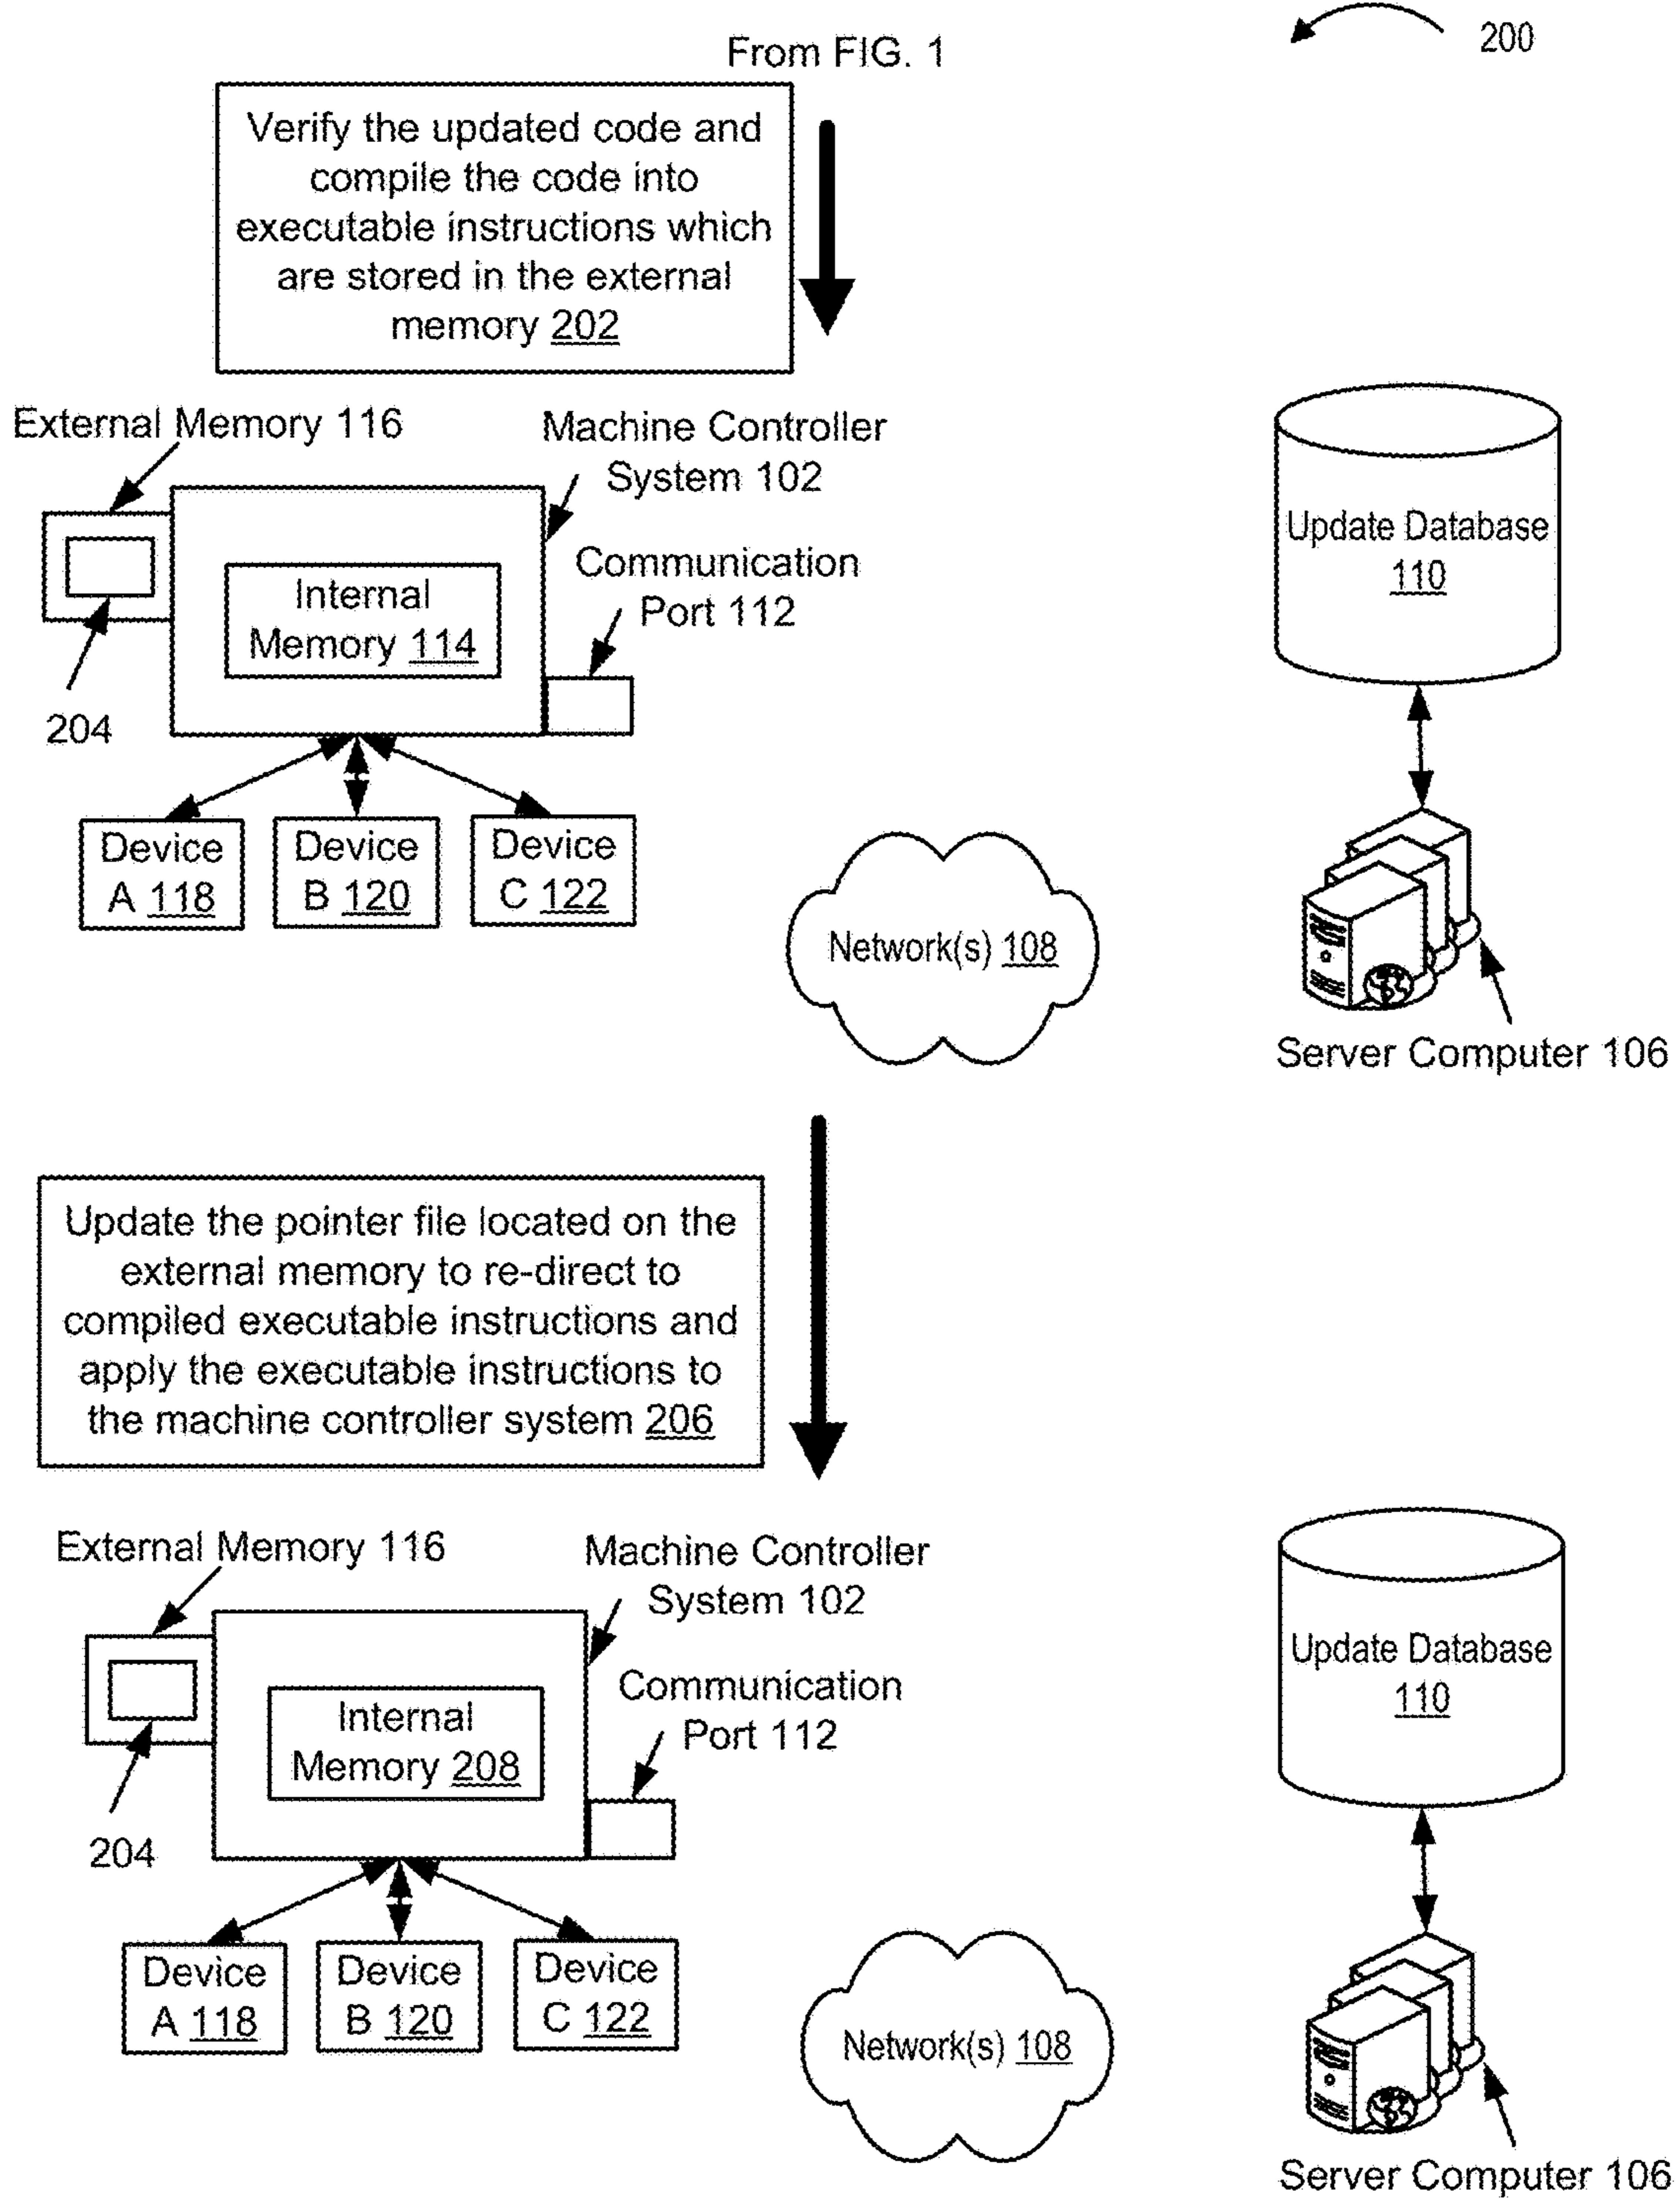 From FIG. 1
200
Verify the updated code and
compile the code into
executable instructions which
are stored in the external
memory 202
External Memory 116
Machine Controller
System 102
Communication
Port 112
Internal
Memory 114
204
Device
A 118
Device
B 120
Device
C 122
Update Database
110
Network(s) 108
Server Computer 106
Update the pointer file located on the
external memory to re-direct to
compiled executable instructions and
apply the executable instructions to
the machine controller system 206
External Memory 116
Machine Controller
System 102
Communication
Port 112
Internal
Memory 208
204
Device
A 118
Device
B 120
Device
C 122
Update Database
110
Network(s) 108
Server Computer 106